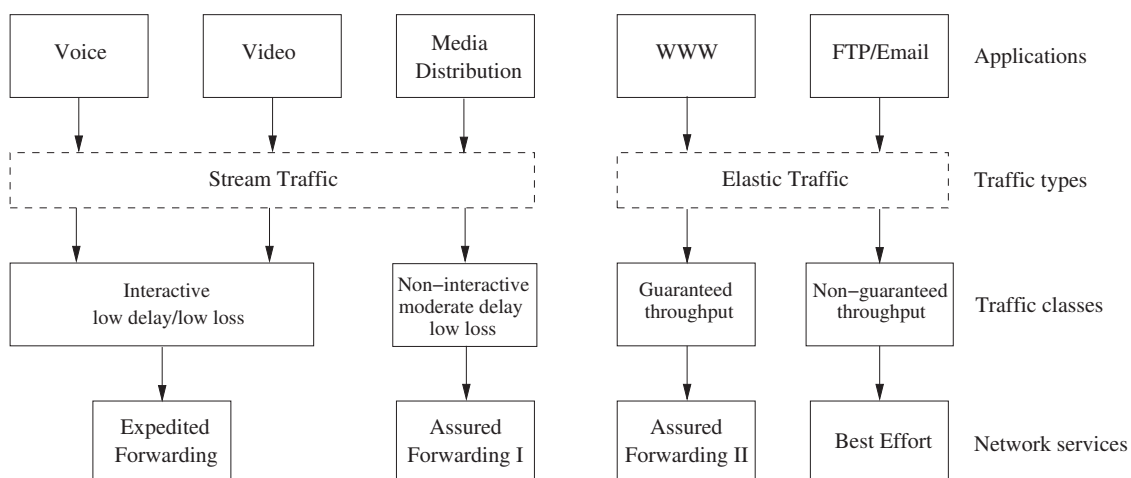 Voice
Video
Media
Distribution
WWW
FTP/Email
Applications
Stream Traffic
Elastic Traffic
Traffic types
Interactive
low delay/low loss
Non−interactive
moderate delay
low loss
Guaranteed
throughput
Non−guaranteed
throughput
Traffic classes
Expedited
Forwarding
Assured
Forwarding I
Assured
Forwarding II
Best Effort
Network services